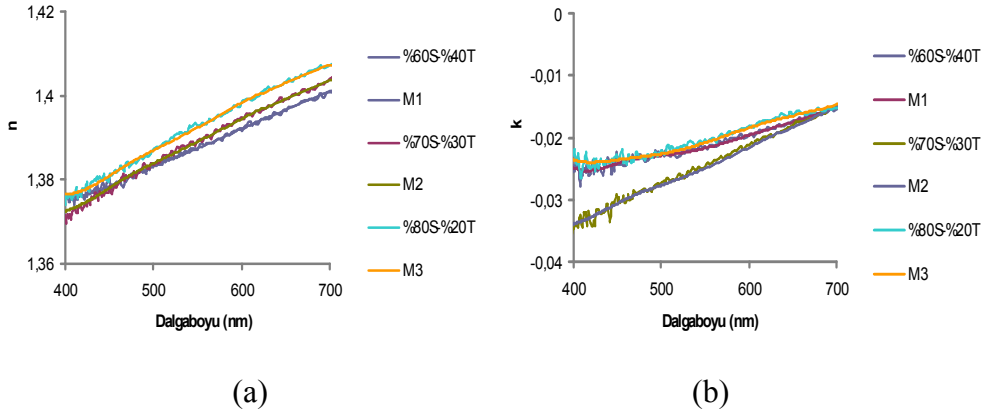 1,42
1,4
1,38
1,36
n
400
500
600
700
Dalgaboyu (nm)
%60S-%40T
M1
%70S-%30T
M2
%80S-%20T
M3
(a)
0
-0,01
-0,02
-0,03
-0,04
k
400
500
600
700
Dalgaboyu (nm)
%60S-%40T
M1
%70S-%30T
M2
%80S-%20T
M3
(b)